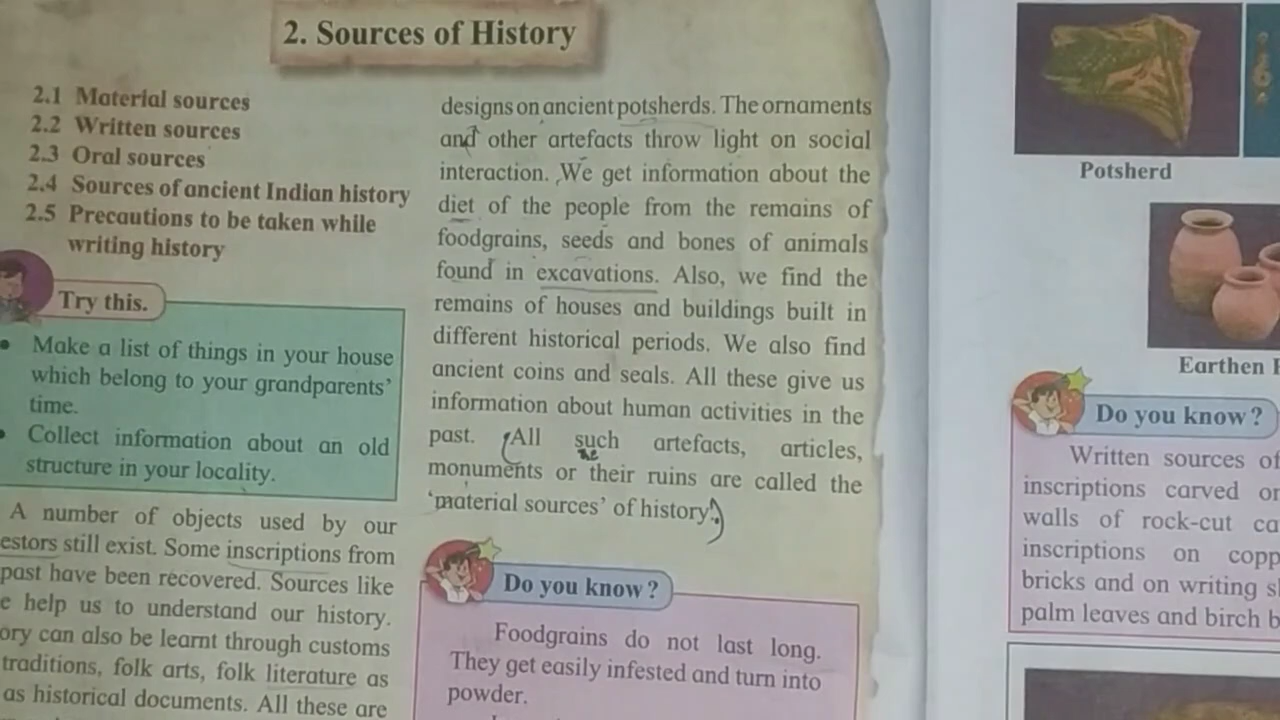 2. Sources of History
2.1 Material sources
2.2 Written sources
2.3 Oral sources
2.4 Sources of ancient Indian history
2.5 Precautions to be taken while
writing history
Try this.
• Make a list of things in your house
which belong to your grandparents'
time.
• Collect information about an old
structure in your locality.
A number of objects used by our
estors still exist. Some inscriptions from
past have been recovered. Sources like
e help us to understand our history.
ory can also be learnt through customs
traditions, folk arts, folk literature as
as historical documents. All these are
designs on ancient potsherds. The ornaments
and other artefacts throw light on social
interaction. We get information about the
diet of the people from the remains of
foodgrains, seeds and bones of animals
found in excavations. Also, we find the
remains of houses and buildings built in
different historical periods. We also find
ancient coins and seals. All these give us
information about human activities in the
past. All such artefacts, articles,
monuments or their ruins are called the
'material sources' of history.
Do you know?
Foodgrains do not last long.
They get easily infested and turn into
powder.
Potsherd
Earthen
Do you know?
Written sources of
inscriptions carved or
walls of rock-cut ca
inscriptions on copp
bricks and on writing sl
palm leaves and birch b